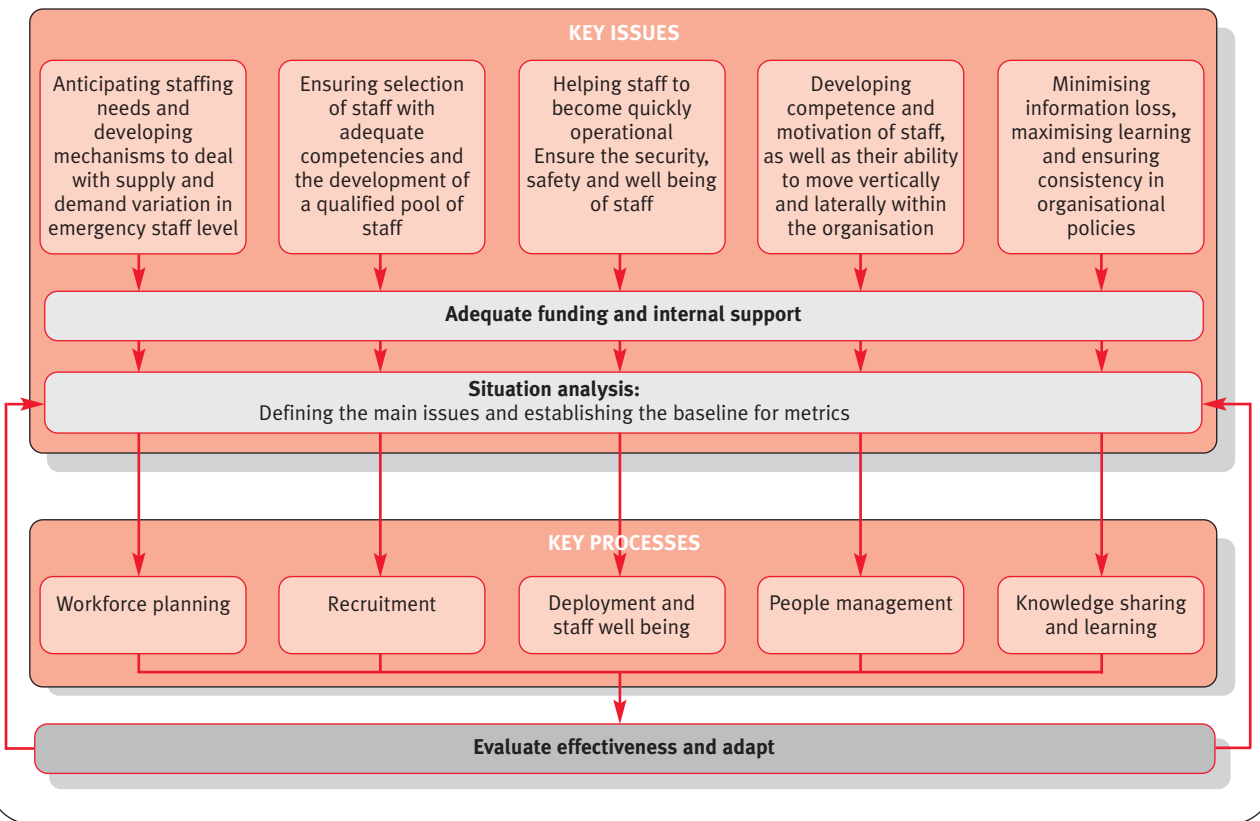 KEY ISSUES
Anticipating staffing
needs and
developing
mechanisms to deal
with supply and
demand variation in
emergency staff level
Ensuring selection
of staff with
adequate
competencies and
the development of
a qualified pool of
staff
Helping staff to
become quickly
operational
Ensure the security,
safety and well being
of staff
Developing
competence and
motivation of staff,
as well as their ability
to move vertically
and laterally within
the organisation
Minimising
information loss,
maximising learning
and ensuring
consistency in
organisational
policies
Adequate funding and internal support
Situation analysis:
Defining the main issues and establishing the baseline for metrics
KEY PROCESSES
Workforce planning
Recruitment
Deployment and
staff well being
People management
Knowledge sharing
and learning
Evaluate effectiveness and adapt